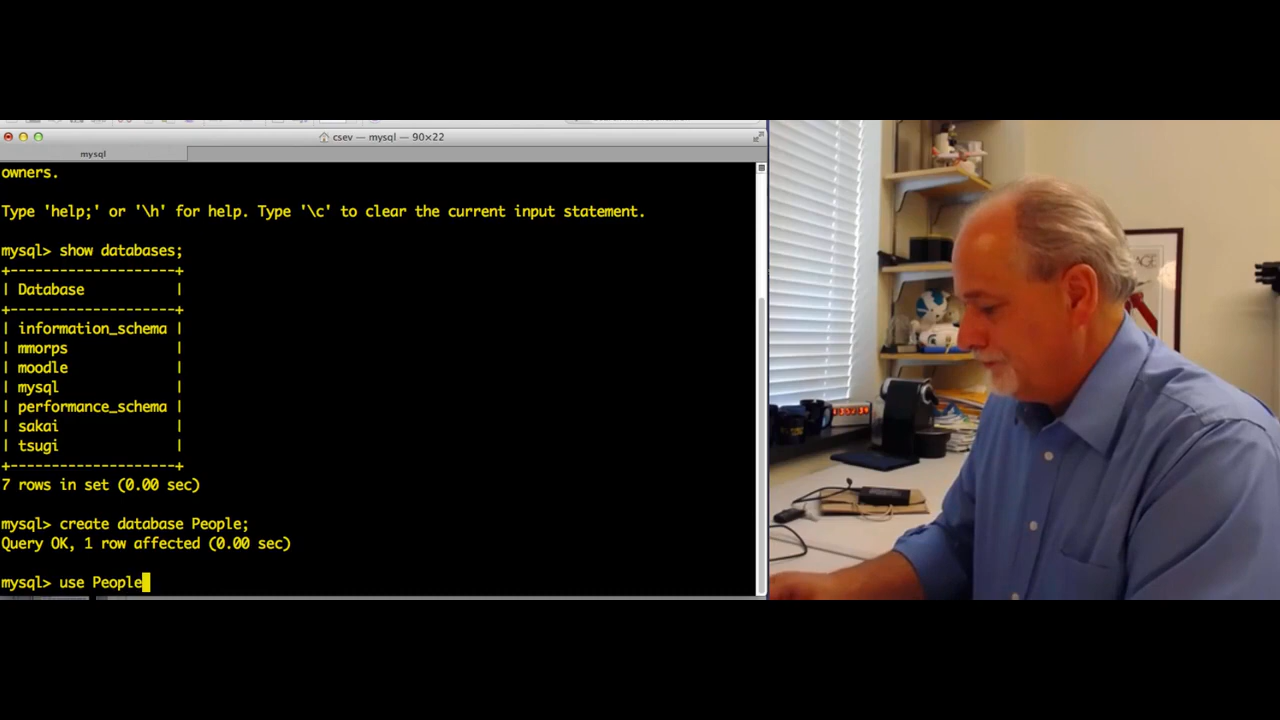 csev — mysql — 90×22
mysql
owners.
Type 'help;' or '\h' for help. Type '\c' to clear the current input statement.
mysql> show databases;
+--------------------+
| Database           |
+--------------------+
| information_schema |
| mmorps             |
| moodle             |
| mysql              |
| performance_schema |
| sakai              |
| tsugi              |
+--------------------+
7 rows in set (0.00 sec)
mysql> create database People;
Query OK, 1 row affected (0.00 sec)
mysql> use People